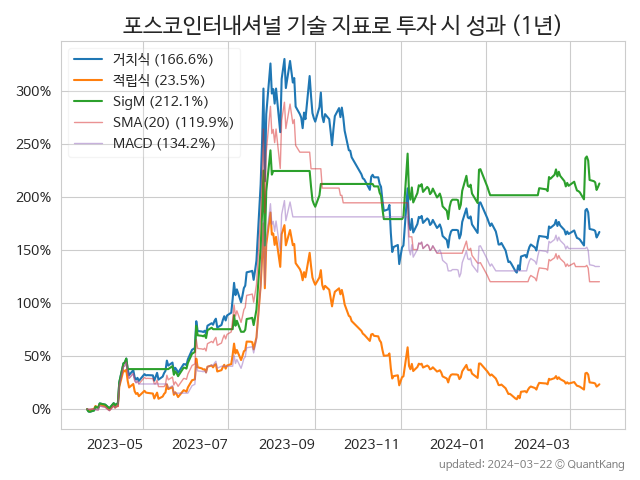 포스코인터내셔널 기술 지표로 투자 시 성과 (1년)
거치식 (166.6%)
적립식 (23.5%)
SigM (212.1%)
SMA(20) (119.9%)
MACD (134.2%)
300%
250%
200%
150%
100%
50%
0%
2023-05 2023-07 2023-09 2023-11 2024-01 2024-03
updated: 2024-03-22 © QuantKang